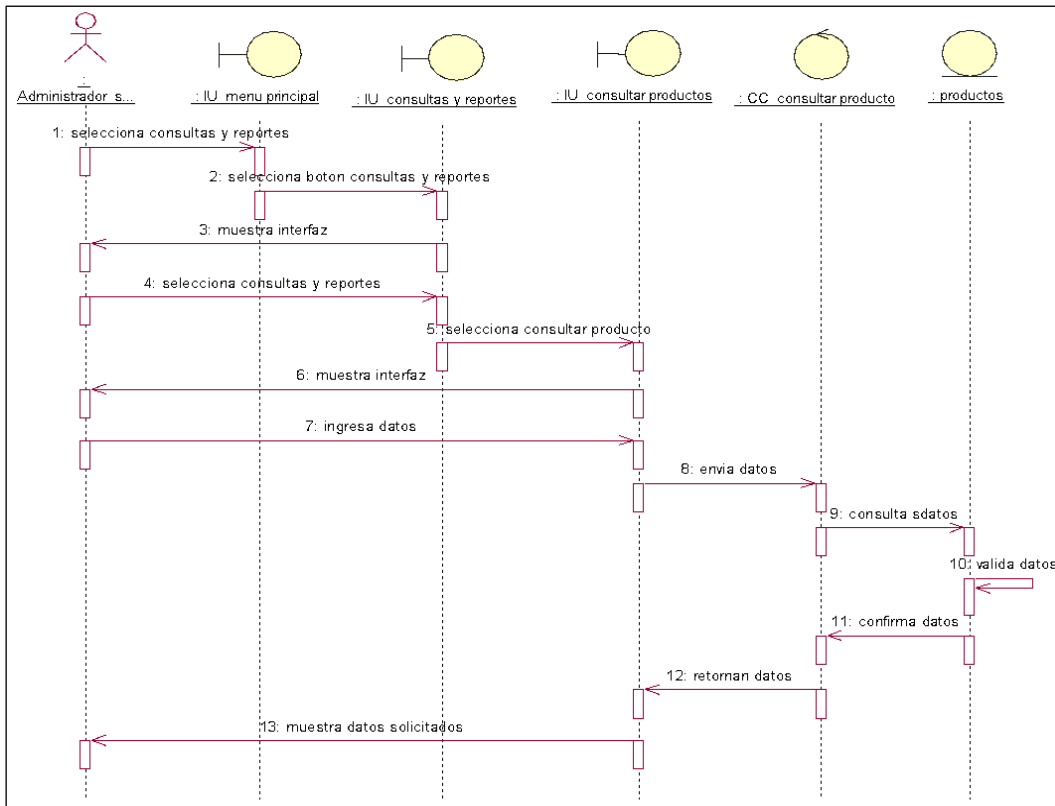 :
Administrador s...
: IU menu principal
: IU consultas y reportes
: IU consultar productos
: CC consultar producto
: productos
1: selecciona consultas y reportes
2: selecciona boton consultas y reportes
3: muestra interfaz
4: selecciona consultas y reportes
5: selecciona consultar producto
6: muestra interfaz
7: ingresa datos
8: envia datos
9: consulta sdatos
10: valida datos
11: confirma datos
12: retornan datos
13: muestra datos solicitados